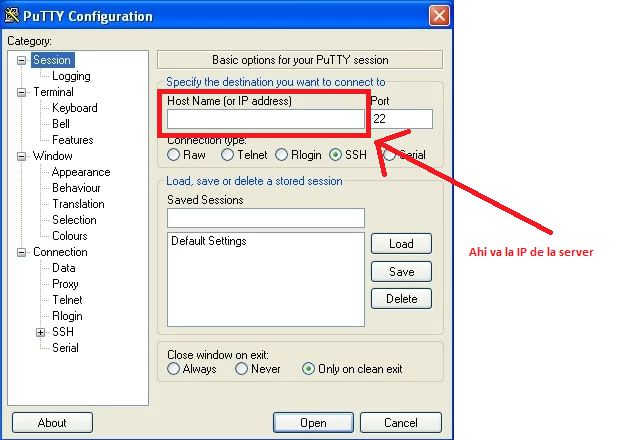 PuTTY Configuration
Category:
Session
Logging
Terminal
Keyboard
Bell
Features
Window
Appearance
Behaviour
Translation
Selection
Colours
Connection
Data
Proxy
Telnet
Rlogin
SSH
Serial
Basic options for your PuTTY session
Specify the destination you want to connect to
Host Name (or IP address) Port
22
Connection type:
Raw Telnet Rlogin SSH Serial
Load, save or delete a stored session
Saved Sessions
Default Settings
Load
Save
Delete
Close window on exit:
Always Never Only on clean exit
About Open Cancel
Ahi va la IP de la server